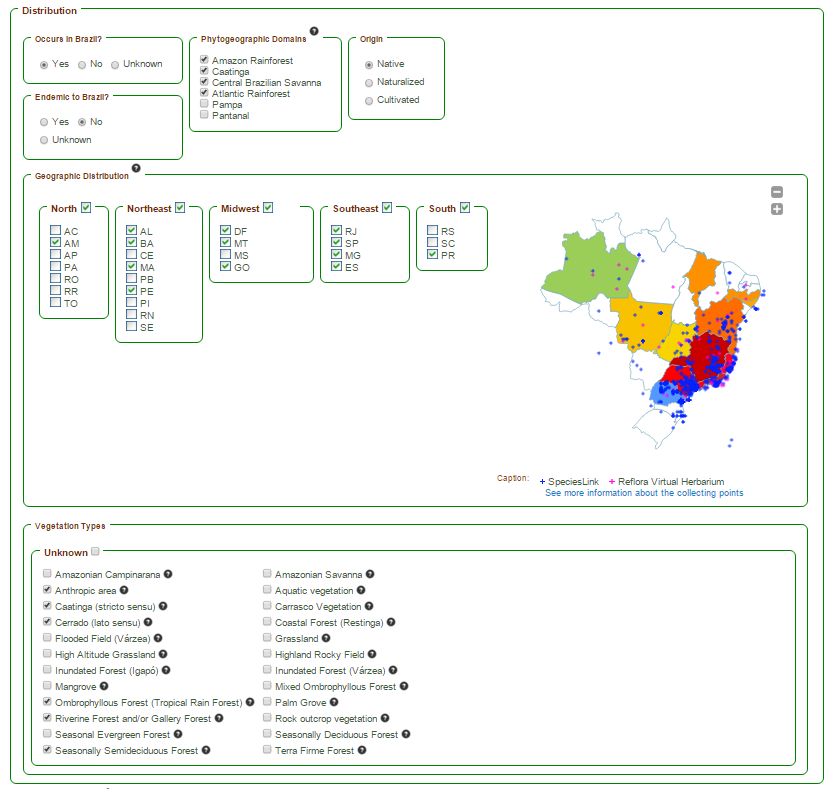 Distribution
Occurs in Brazil?
Yes No Unknown
Endemic to Brazil?
Yes No
Unknown
Phytogeographic Domains ?
Amazon Rainforest
Caatinga
Central Brazilian Savanna
Atlantic Rainforest
Pampa
Pantanal
Origin
Native
Naturalized
Cultivated
Geographic Distribution ?
North
AC
AM
AP
PA
RO
RR
TO
Northeast
AL
BA
CE
MA
PB
PE
PI
RN
SE
Midwest
DF
MT
MS
GO
Southeast
RJ
SP
MG
ES
South
RS
SC
PR
Caption: SpeciesLink Reflora Virtual Herbarium
See more information about the collecting points
Vegetation Types
Unknown
Amazonian Campinarana ?
Anthropic area ?
Caatinga (stricto sensu) ?
Cerrado (lato sensu) ?
Flooded Field (Várzea) ?
High Altitude Grassland ?
Inundated Forest (Igapó) ?
Mangrove ?
Ombrophyllous Forest (Tropical Rain Forest) ?
Riverine Forest and/or Gallery Forest ?
Seasonal Evergreen Forest ?
Seasonally Semideciduous Forest ?
Amazonian Savanna ?
Aquatic vegetation ?
Carrasco Vegetation ?
Coastal Forest (Restinga) ?
Grassland ?
Highland Rocky Field ?
Inundated Forest (Várzea) ?
Mixed Ombrophyllous Forest ?
Palm Grove ?
Rock outcrop vegetation ?
Seasonally Deciduous Forest ?
Terra Firme Forest ?